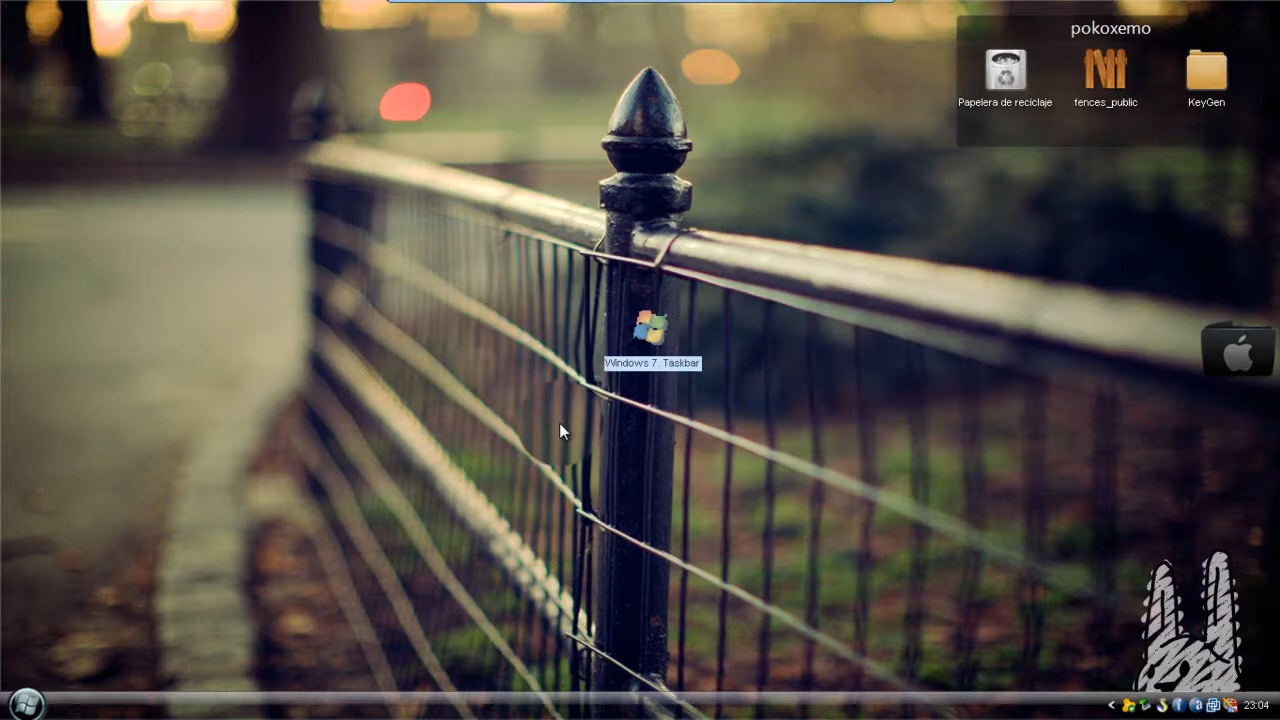 pokoxemo
Papelera de reciclaje
fences_public
KeyGen
Windows 7. Taskbar
23:04